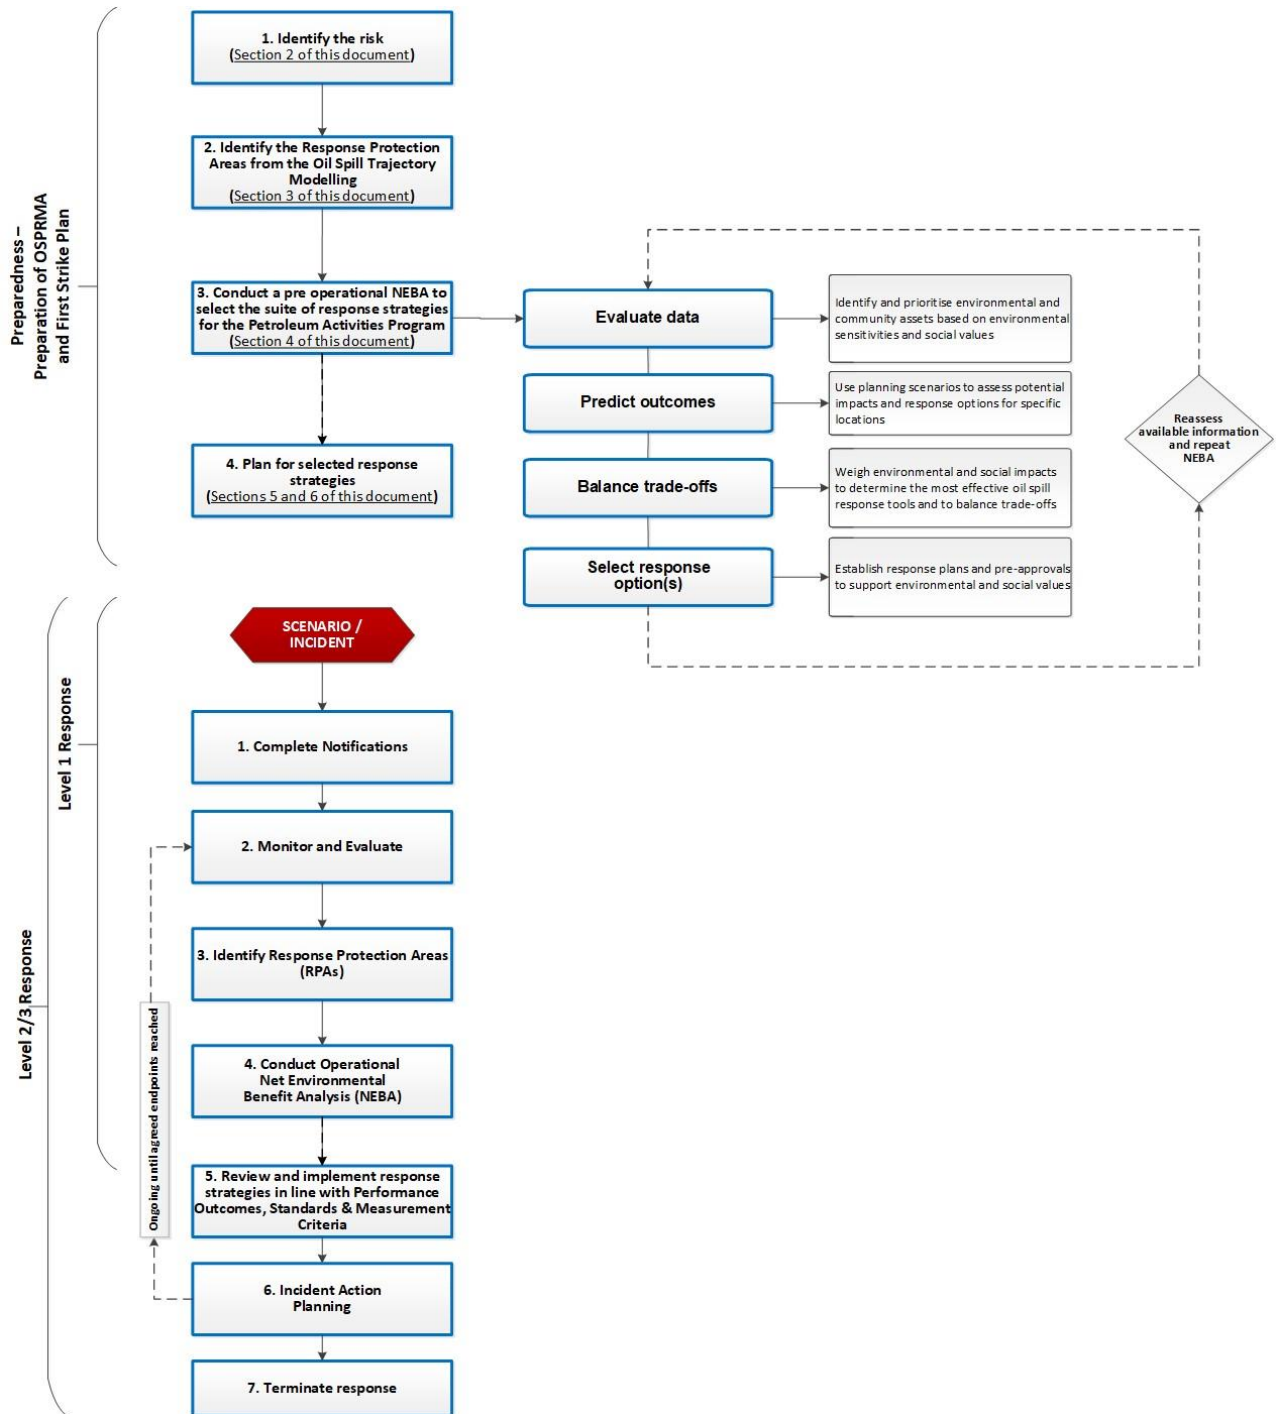 Preparedness –
Preparation of OSPRMA
and First Strike Plan
1. Identify the risk
(Section 2 of this document)
2. Identify the Response Protection
Areas from the Oil Spill Trajectory
Modelling
(Section 3 of this document)
3. Conduct a pre operational NEBA to
select the suite of response strategies
for the Petroleum Activities Program
(Section 4 of this document)
4. Plan for selected response
strategies
(Sections 5 and 6 of this document)
Evaluate data
Identify and prioritise environmental and
community assets based on environmental
sensitivities and social values
Predict outcomes
Use planning scenarios to assess potential
impacts and response options for specific
locations
Balance trade-offs
Weigh environmental and social impacts
to determine the most effective oil spill
response tools and to balance trade-offs
Select response
option(s)
Establish response plans and pre-approvals
to support environmental and social values
Reassess
available information
and repeat
NEBA
Level 2/3 Response
Level 1 Response
SCENARIO /
INCIDENT
1. Complete Notifications
2. Monitor and Evaluate
3. Identify Response Protection Areas
(RPAs)
4. Conduct Operational
Net Environmental
Benefit Analysis (NEBA)
5. Review and implement response
strategies in line with Performance
Outcomes, Standards & Measurement
Criteria
Ongoing until agreed endpoints reached
6. Incident Action
Planning
7. Terminate response